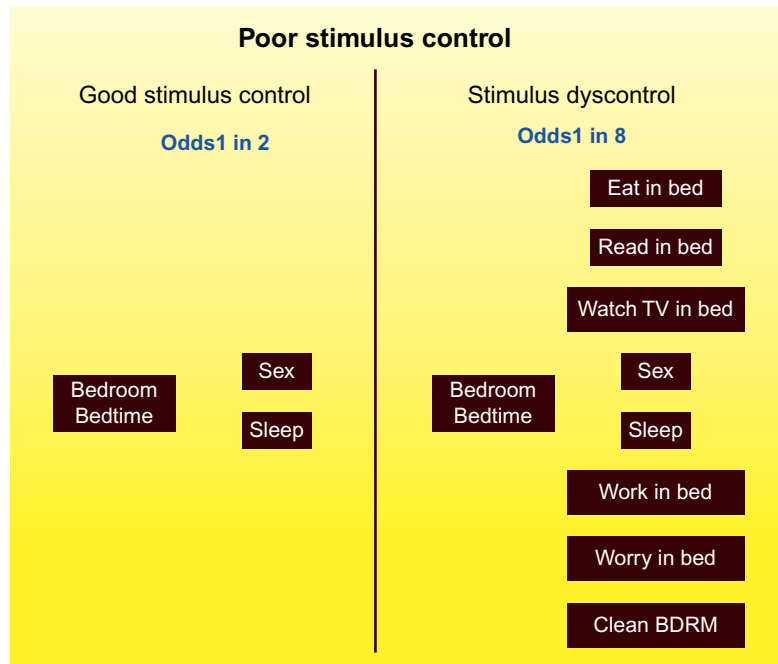 Poor stimulus control
Good stimulus control
Odds1 in 2
Bedroom
Bedtime
Sex
Sleep
Stimulus dyscontrol
Odds1 in 8
Eat in bed
Read in bed
Watch TV in bed
Bedroom
Bedtime
Sex
Sleep
Work in bed
Worry in bed
Clean BDRM